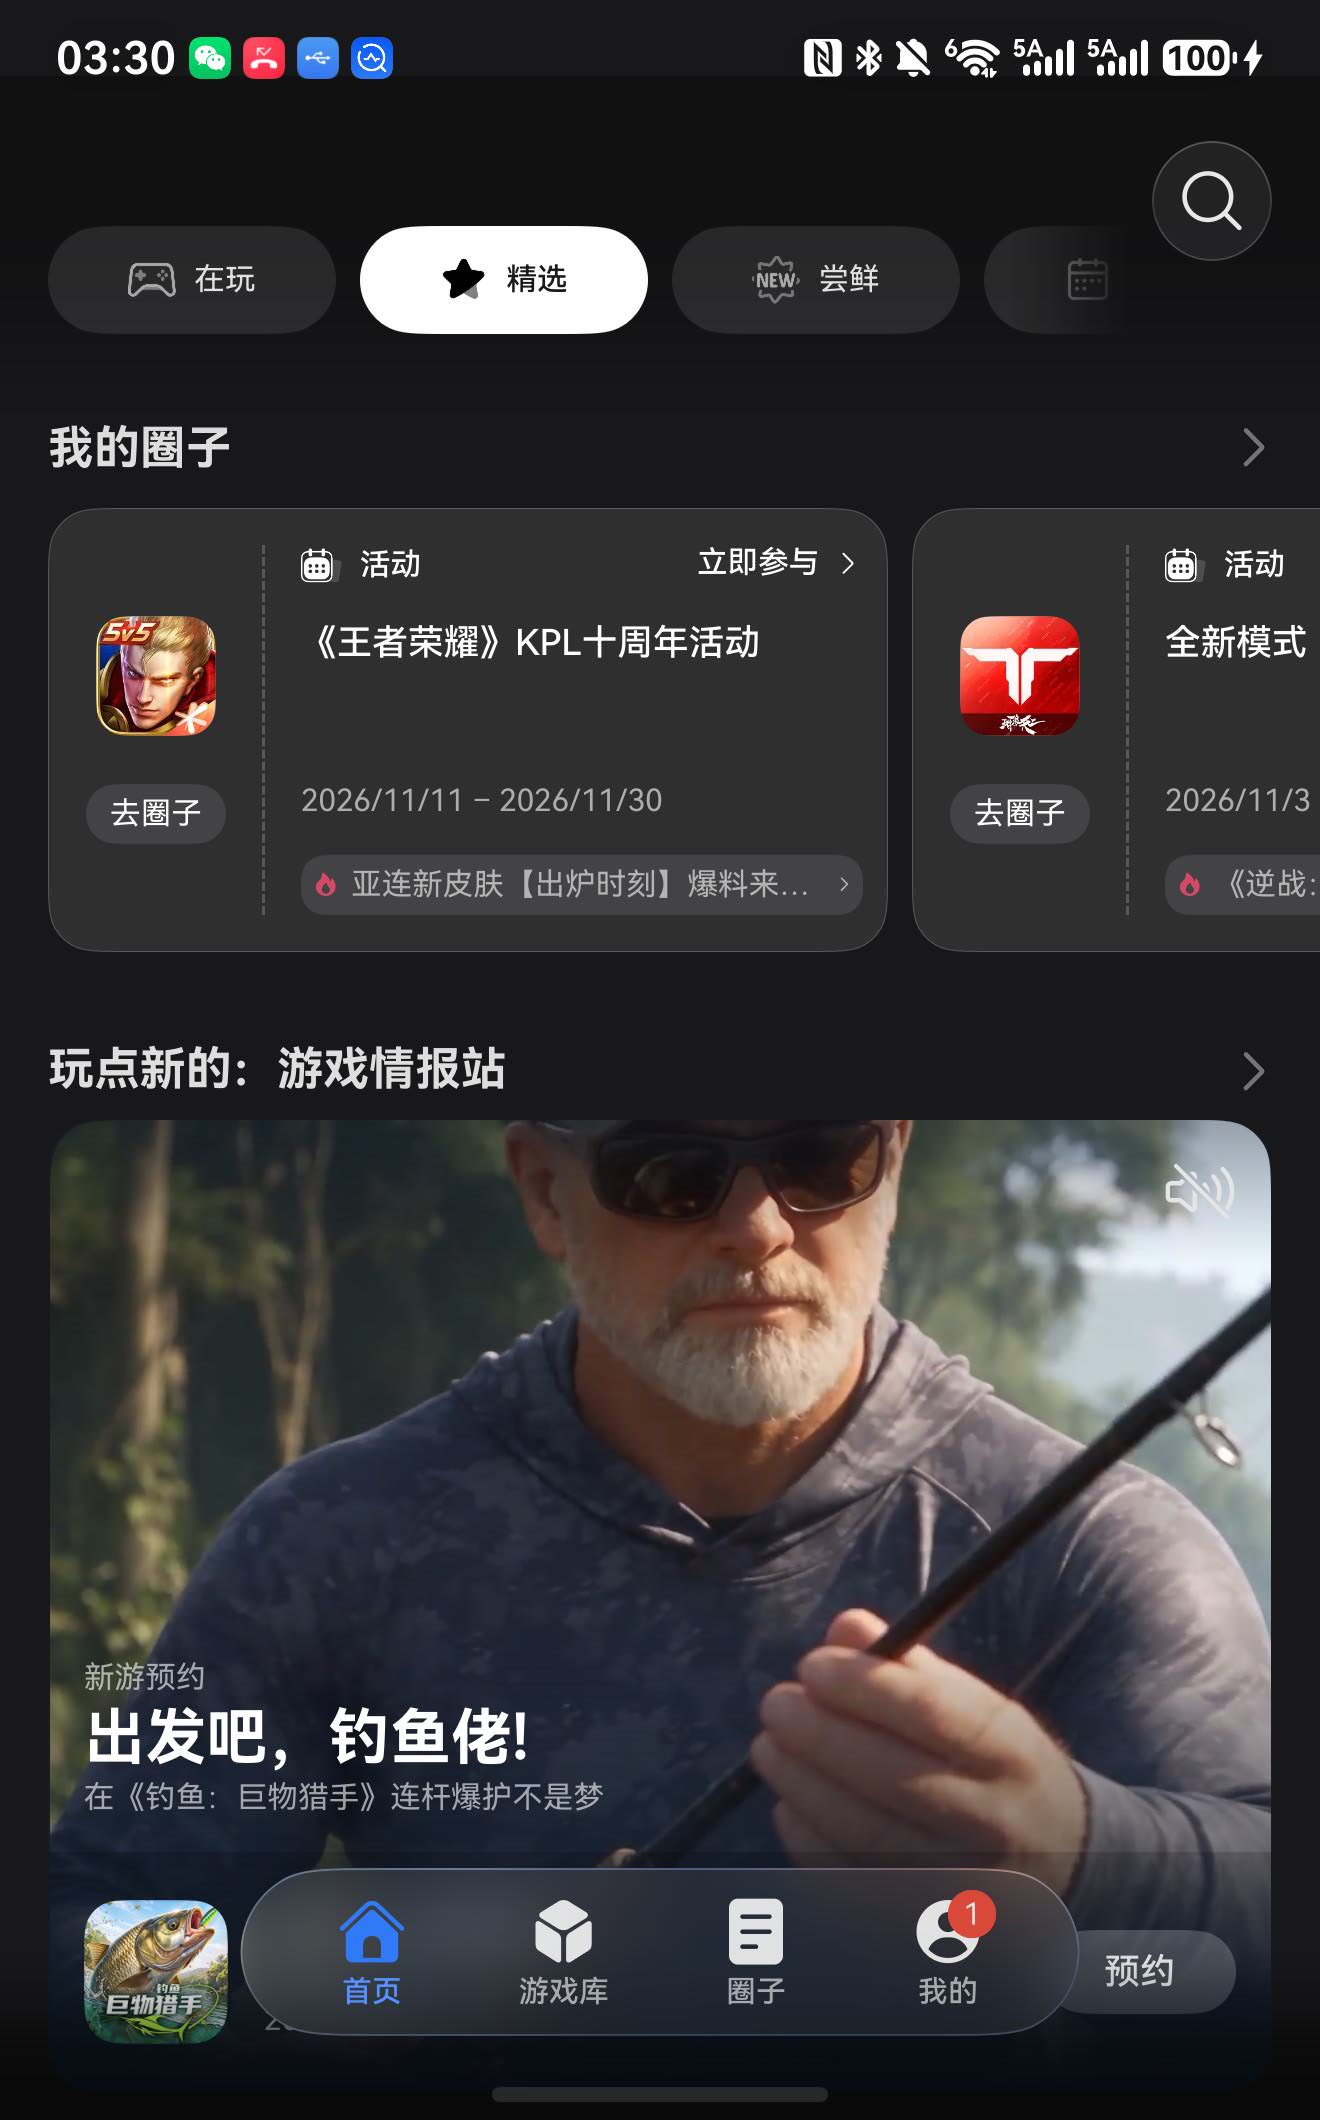 03:30
6 5A 5A 100
在玩
精选
NEW 尝鲜
我的圈子
活动 立即参与
《王者荣耀》KPL十周年活动
5v5
去圈子
2026/11/11 – 2026/11/30
亚连新皮肤【出炉时刻】爆料来...
活动
全新模式
去圈子
2026/11/3
《逆战:
玩点新的：游戏情报站
新游预约
出发吧，钓鱼佬!
在《钓鱼：巨物猎手》连杆爆护不是梦
钓鱼
巨物猎手
首页
游戏库
圈子
1
我的
预约